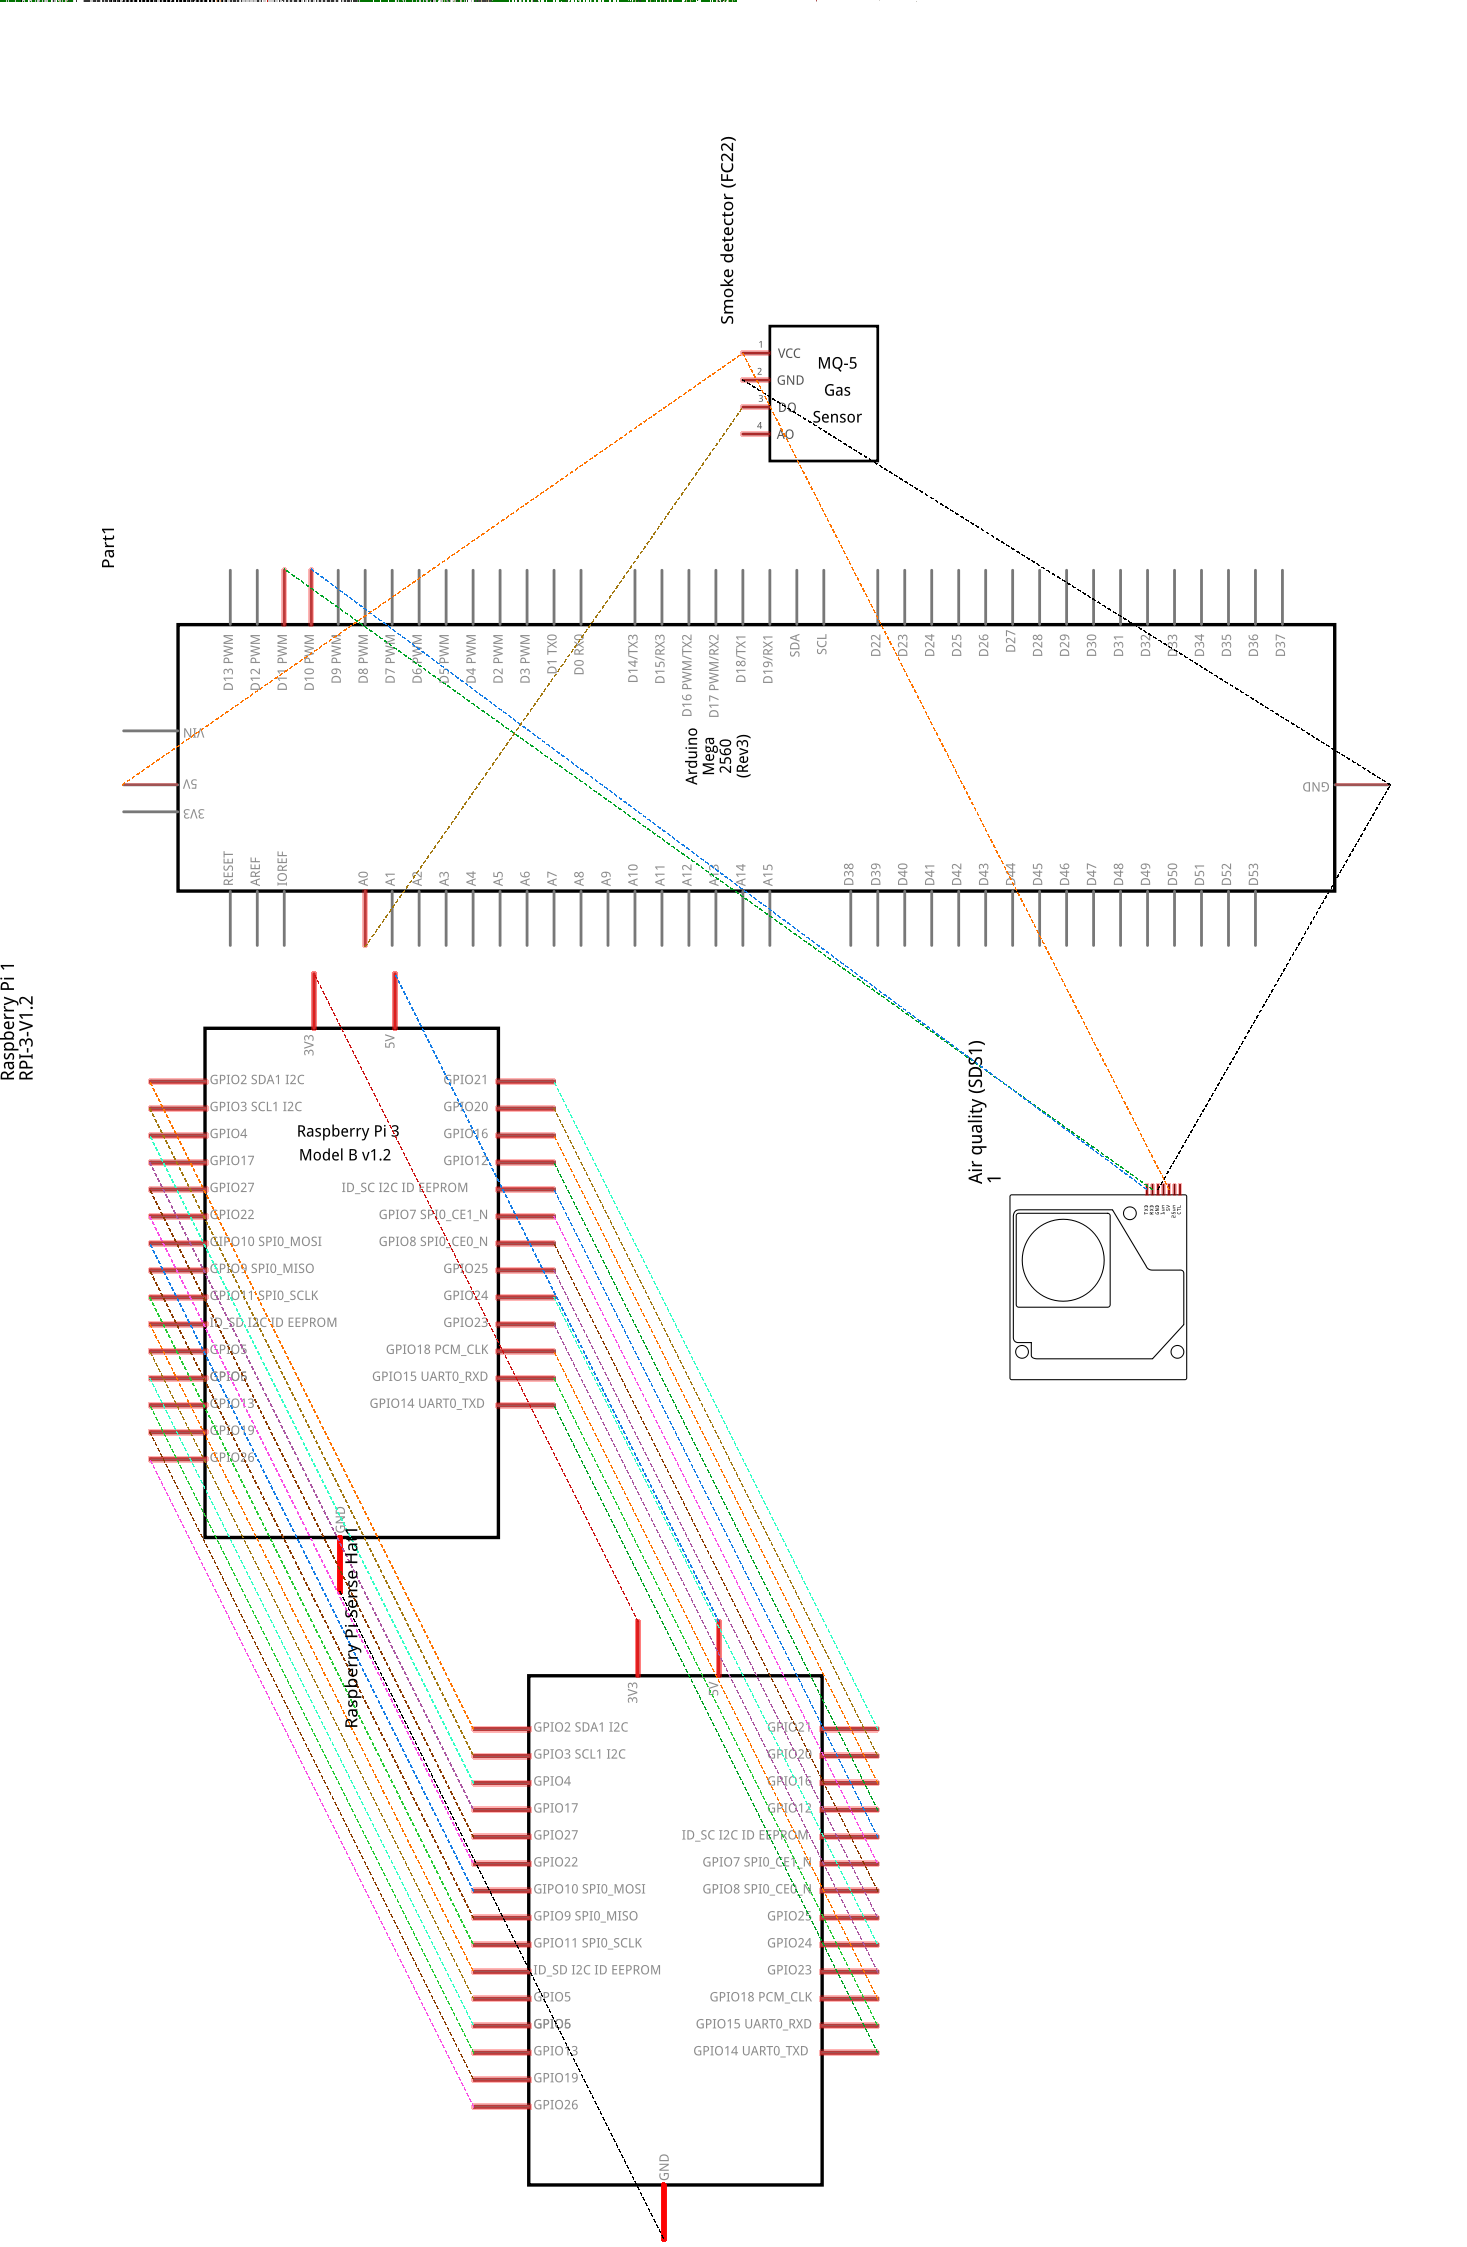 Smoke detector (FC22)
1
VCC
2
GND
3
DO
4
AO
MQ-5
Gas
Sensor
Part1
D13 PWM
D12 PWM
D11 PWM
D10 PWM
D9 PWM
D8 PWM
D7 PWM
D6 PWM
D5 PWM
D4 PWM
D2 PWM
D3 PWM
D1 TX0
D0 RX0
D14/TX3
D15/RX3
D16 PWM/TX2
D17 PWM/RX2
D18/TX1
D19/RX1
SDA
SCL
D22
D23
D24
D25
D26
D27
D28
D29
D30
D31
D32
D33
D34
D35
D36
D37
VIN
5V
3V3
Arduino
Mega
2560
(Rev3)
GND
RESET
AREF
IOREF
A0
A1
A2
A3
A4
A5
A6
A7
A8
A9
A10
A11
A12
A13
A14
A15
D38
D39
D40
D41
D42
D43
D44
D45
D46
D47
D48
D49
D50
D51
D52
D53
Raspberry Pi 1
RPI-3-V1.2
3V3
5V
Raspberry Pi 3
Model B v1.2
GPIO2 SDA1 I2C
GPIO3 SCL1 I2C
GPIO4
GPIO17
GPIO27
GPIO22
GIPO10 SPI0_MOSI
GPIO9 SPI0_MISO
GPIO11 SPI0_SCLK
ID_SD I2C ID EEPROM
GPIO5
GPIO6
GPIO13
GPIO19
GPIO26
GPIO21
GPIO20
GPIO16
GPIO12
ID_SC I2C ID EEPROM
GPIO7 SPI0_CE1_N
GPIO8 SPI0_CE0_N
GPIO25
GPIO24
GPIO23
GPIO18 PCM_CLK
GPIO15 UART0_RXD
GPIO14 UART0_TXD
GND
Air quality (SDS1)
1
TXD
RXD
GND
1um
5V
25um
CTL
Raspberry Pi Sense Hat1
3V3
5V
GPIO2 SDA1 I2C
GPIO3 SCL1 I2C
GPIO4
GPIO17
GPIO27
GPIO22
GIPO10 SPI0_MOSI
GPIO9 SPI0_MISO
GPIO11 SPI0_SCLK
ID_SD I2C ID EEPROM
GPIO5
GPIO6
GPIO13
GPIO19
GPIO26
GPIO21
GPIO20
GPIO16
GPIO12
ID_SC I2C ID EEPROM
GPIO7 SPI0_CE1_N
GPIO8 SPI0_CE0_N
GPIO25
GPIO24
GPIO23
GPIO18 PCM_CLK
GPIO15 UART0_RXD
GPIO14 UART0_TXD
GND